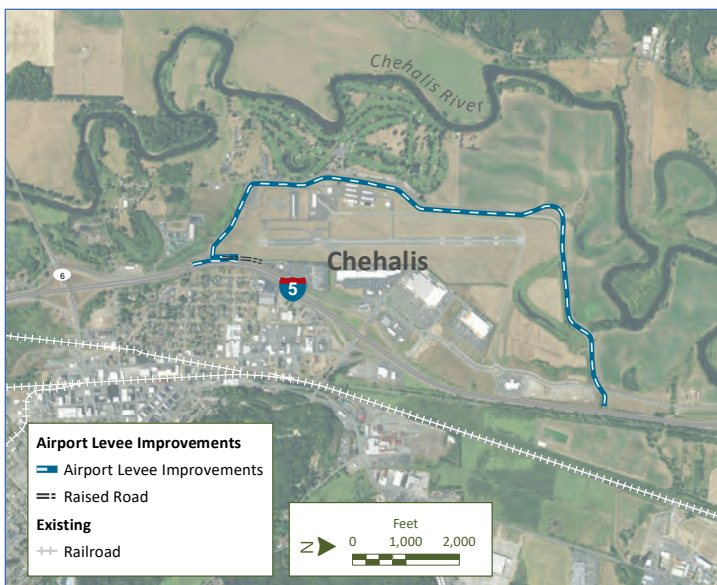 Chehalis
River
Chehalis
6
5
Airport Levee Improvements
Airport Levee Improvements
Raised Road
Existing
Railroad
N
Feet
0 1,000 2,000